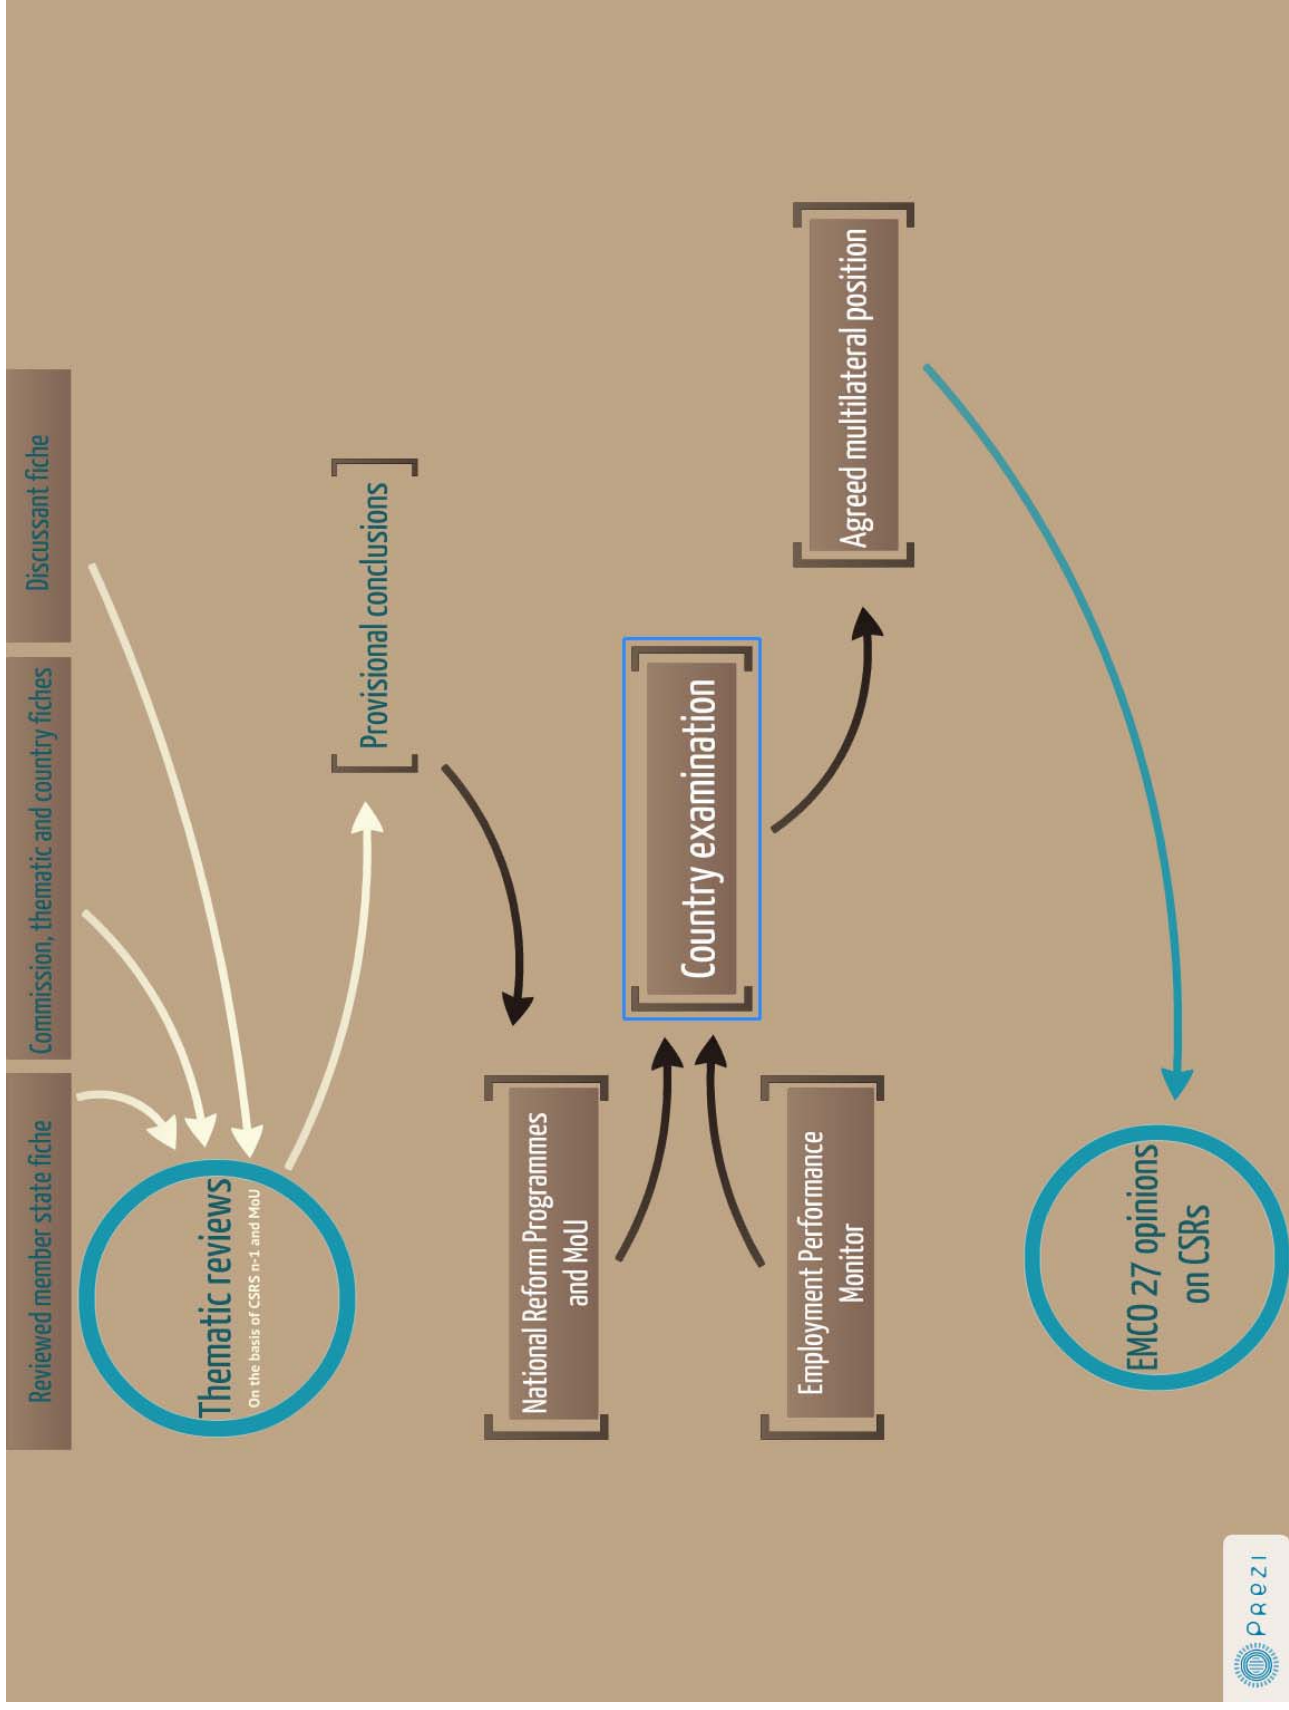 Reviewed member state fiche
Commission, thematic and country fiches
Discussant fiche
Thematic reviews
On the basis of CSRS n-1 and MoU
Provisional conclusions
National Reform Programmes
and MoU
Country examination
Employment Performance
Monitor
Agreed multilateral position
EMCO 27 opinions
on CSRs
Prezi